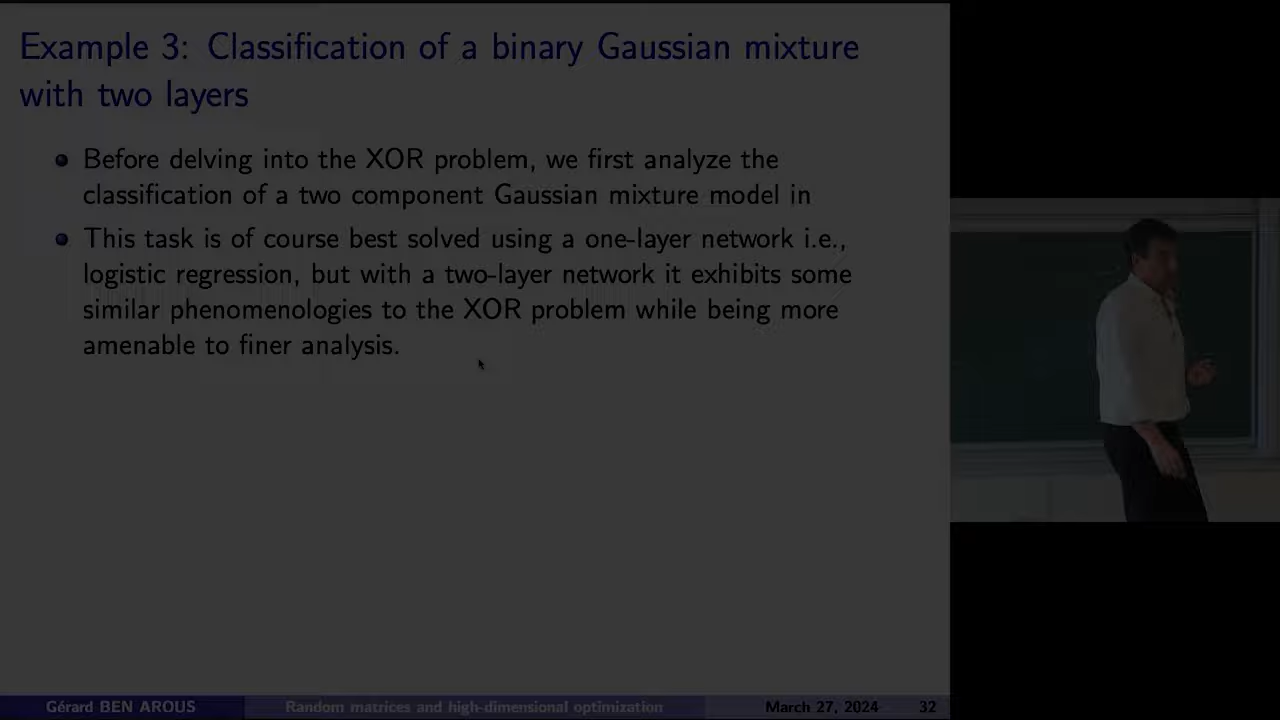 Example 3: Classification of a binary Gaussian mixture
with two layers
Before delving into the XOR problem, we first analyze the
classification of a two component Gaussian mixture model in
This task is of course best solved using a one-layer network i.e.,
logistic regression, but with a two-layer network it exhibits some
similar phenomenologies to the XOR problem while being more
amenable to finer analysis.
Gérard BEN AROUS Random matrices and high-dimensional optimization March 27, 2024 32